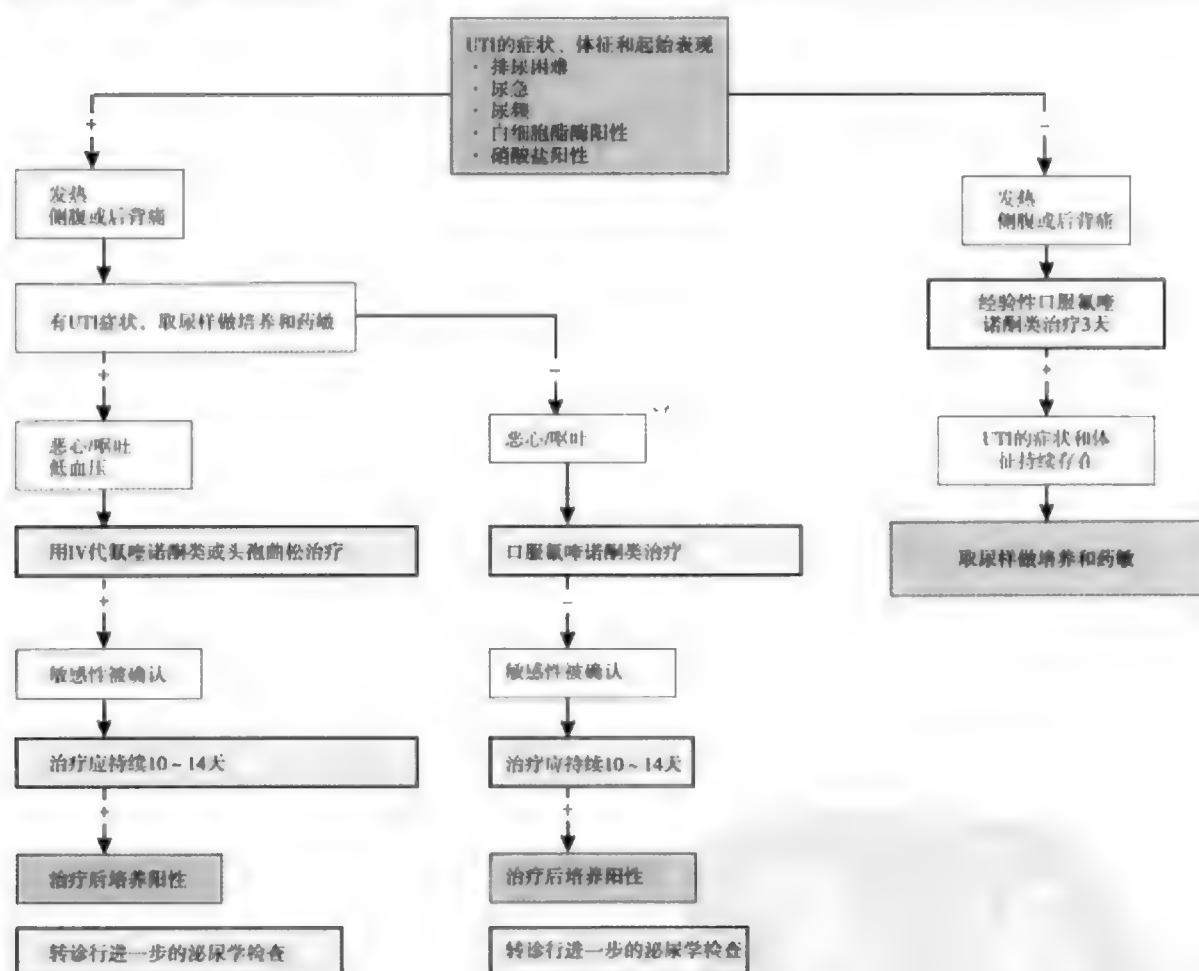 UTI的症状、体征和起始表现
· 排尿困难
· 尿急
· 尿频
· 白细胞酯酶阳性
· 硝酸盐阳性
+
−
发热
侧腹或后背痛
发热
侧腹或后背痛
有UTI症状、取尿样做培养和药敏
经验性口服氟喹
诺酮类治疗3天
+
−
+
恶心/呕吐
低血压
恶心/呕吐
UTI的症状和体
征持续存在
用IV代氟喹诺酮类或头孢曲松治疗
口服氟喹诺酮类治疗
取尿样做培养和药敏
+
−
敏感性被确认
敏感性被确认
治疗应持续10~14天
治疗应持续10~14天
+
+
治疗后培养阳性
治疗后培养阳性
转诊行进一步的泌尿学检查
转诊行进一步的泌尿学检查